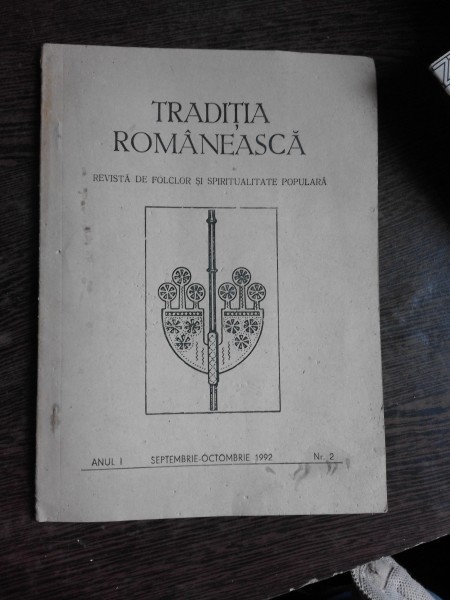 TRADIȚIA
ROMÂNEASCĂ
REVISTĂ DE FOLCLOR ȘI SPIRITUALITATE POPULARĂ
ANUL I SEPTEMBRIE-OCTOMBRIE 1992 Nr. 2